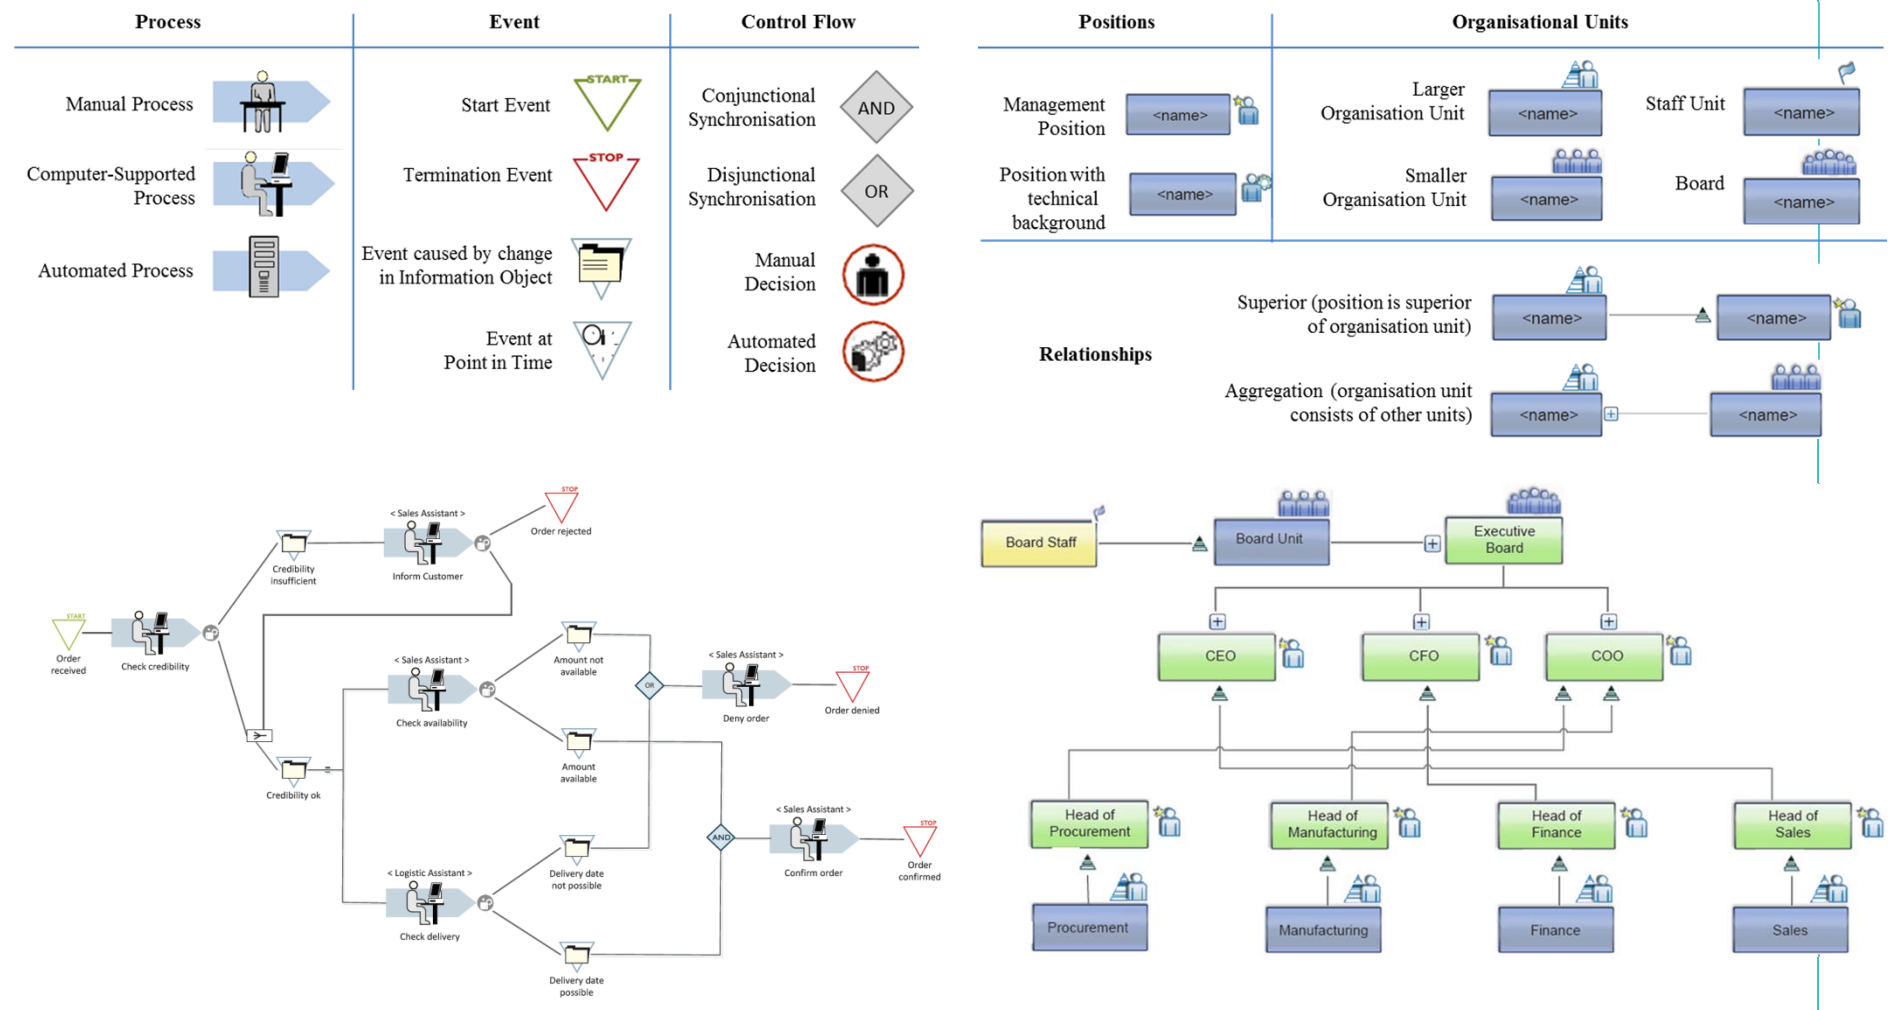 Process
Event
Control Flow
Manual Process
START
Start Event
Conjunctional
Synchronisation
AND
Computer-Supported
Process
STOP
Termination Event
Disjunctional
Synchronisation
OR
Automated Process
Event caused by change
in Information Object
Manual
Decision
Event at
Point in Time
Automated
Decision
Positions
Organisational Units
Management
Position
<name>
Larger
Organisation Unit
<name>
Staff Unit
<name>
Position with
technical
background
<name>
Smaller
Organisation Unit
<name>
Board
<name>
Relationships
Superior (position is superior
of organisation unit)
<name>
<name>
Aggregation (organisation unit
consists of other units)
<name>
<name>
START
Order
received
Check credibility
Credibility
insufficient
< Sales Assistant >
Inform Customer
STOP
Order rejected
Credibility ok
< Sales Assistant >
Check availability
Amount not
available
Amount
available
OR
< Sales Assistant >
Deny order
STOP
Order denied
< Logistic Assistant >
Check delivery
Delivery date
not possible
Delivery date
possible
AND
< Sales Assistant >
Confirm order
STOP
Order
confirmed
Board Staff
Board Unit
Executive
Board
CEO
CFO
COO
Head of
Procurement
Head of
Manufacturing
Head of
Finance
Head of
Sales
Procurement
Manufacturing
Finance
Sales